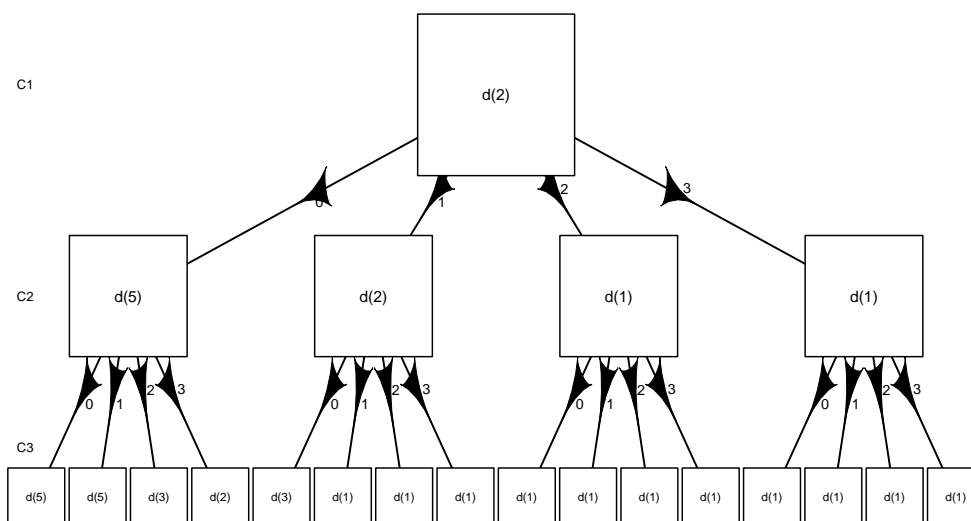 C1
d(2)
0
1
2
3
C2
d(5)
d(2)
d(1)
d(1)
0
1
2
3
0
1
2
3
0
1
2
3
0
1
2
3
C3
d(5)
d(5)
d(3)
d(2)
d(3)
d(1)
d(1)
d(1)
d(1)
d(1)
d(1)
d(1)
d(1)
d(1)
d(1)
d(1)